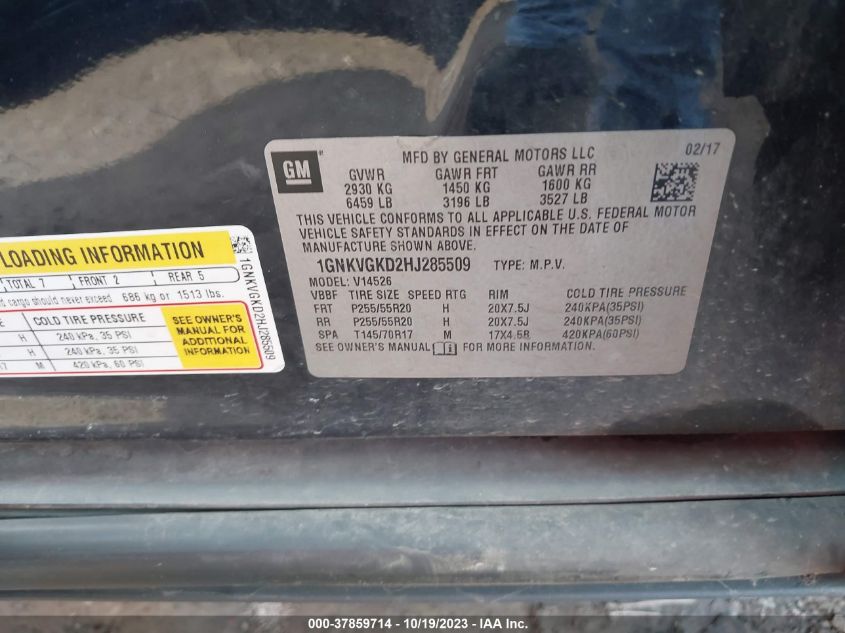 GM
MFD BY GENERAL MOTORS LLC
02/17
GVWR GAWR FRT GAWR RR
2930 KG 1450 KG 1600 KG
6459 LB 3196 LB 3527 LB
THIS VEHICLE CONFORMS TO ALL APPLICABLE U.S. FEDERAL MOTOR
VEHICLE SAFETY STANDARDS IN EFFECT ON THE DATE OF
MANUFACTURE SHOWN ABOVE.
1GNKVGKD2HJ285509 TYPE: M.P.V.
MODEL: V14526
VBBF TIRE SIZE SPEED RTG RIM COLD TIRE PRESSURE
FRT P255/55R20 H 20X7.5J 240KPA(35PSI)
RR P255/55R20 H 20X7.5J 240KPA(35PSI)
SPA T145/70R17 M 17X4.5B 420KPA(60PSI)
SEE OWNER'S MANUAL FOR MORE INFORMATION.
LOADING INFORMATION
TOTAL 7 FRONT 2 REAR 5
cargo should never exceed 686 kg or 1513 lbs.
COLD TIRE PRESSURE
H 240 kPa, 35 PSI
H 240 kPa, 35 PSI
M 420 kPa, 60 PSI
SEE OWNER'S
MANUAL FOR
ADDITIONAL
INFORMATION
1GNKVGKD2HJ285509
000-37859714 - 10/19/2023 - IAA Inc.